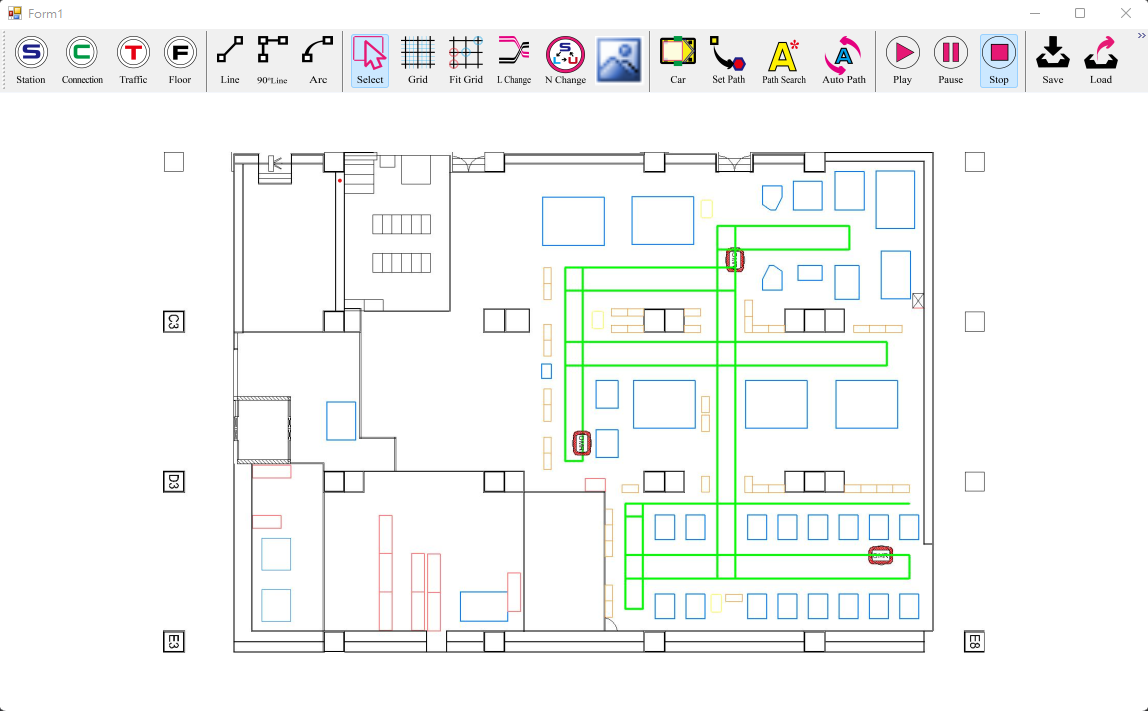 Form1
S C T F
Station Connection Traffic Floor Line 90°Line Arc Select Grid Fit Grid L Change N Change Car Set Path Path Search Auto Path Play Pause Stop Save Load
C3
D3
E3
E8